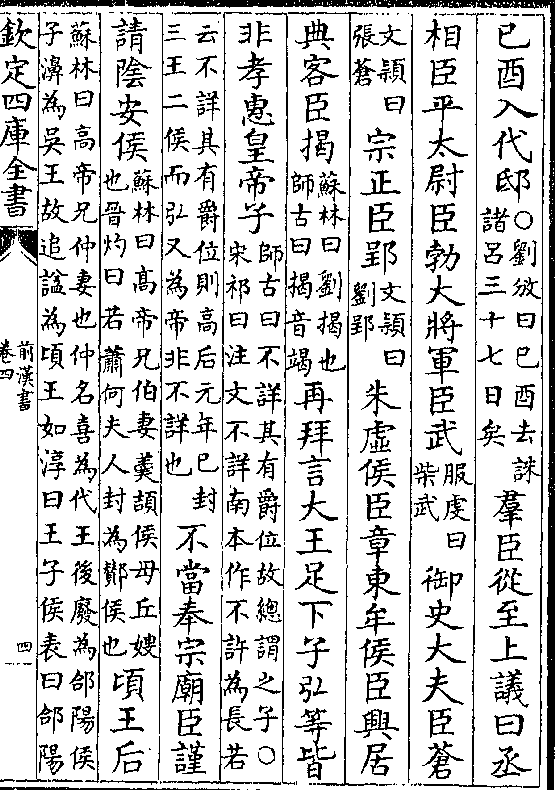 已酉入代邸○劉攽曰已酉去誅諸呂三十七日矣羣臣從至上議曰丞
相臣平太尉臣勃大將軍臣武服虔曰柴武御史大夫臣蒼
文穎曰張蒼宗正臣郢文穎曰劉郢朱虛侯臣章東牟侯臣興居
典客臣揭蘇林曰劉揭也師古曰揭音竭再拜言大王足下子弘等皆
非孝惠皇帝子師古曰不詳其有爵位故總謂之子○宋祁曰注文不詳南本作不許為長若
云不詳其有爵位則高后元年已封三王二侯而弘又為帝非不詳也不當奉宗廟臣謹
請陰安侯蘇林曰高帝兄伯妻羮頡侯母丘嫂也晉灼曰若蕭何夫人封為酇侯也頃王后
蘇林曰高帝兄仲妻也仲名喜為代王後廢為郃陽侯子濞為吳王故追諡為頃王如淳曰王子侯表曰郃陽
欽定四庫全書
前漢書
卷四
四